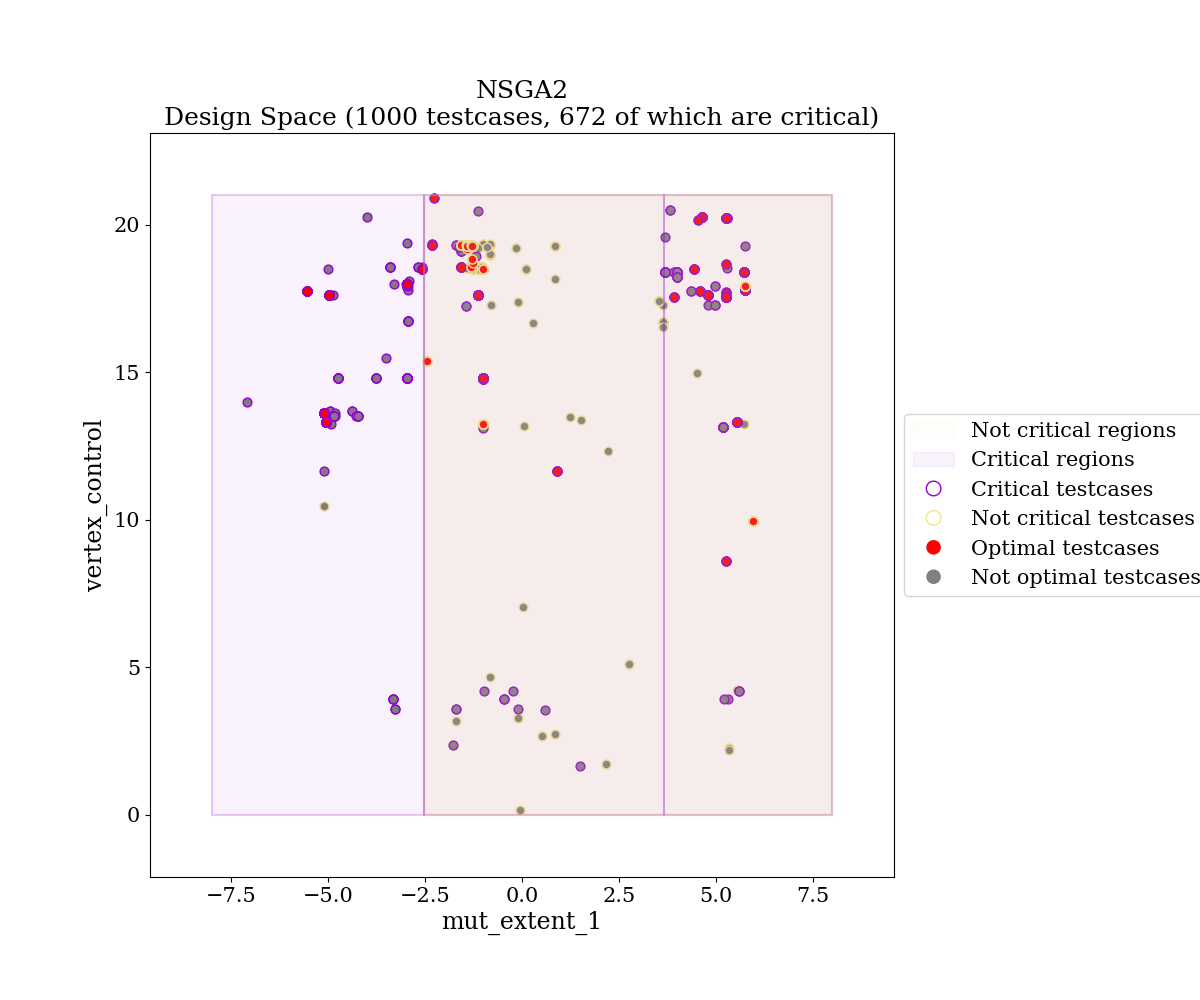 NSGA2
Design Space (1000 testcases, 672 of which are critical)
20
15
10
5
0
vertex_control
−7.5
−5.0
−2.5
0.0
2.5
5.0
7.5
mut_extent_1
Not critical regions
Critical regions
Critical testcases
Not critical testcases
Optimal testcases
Not optimal testcases